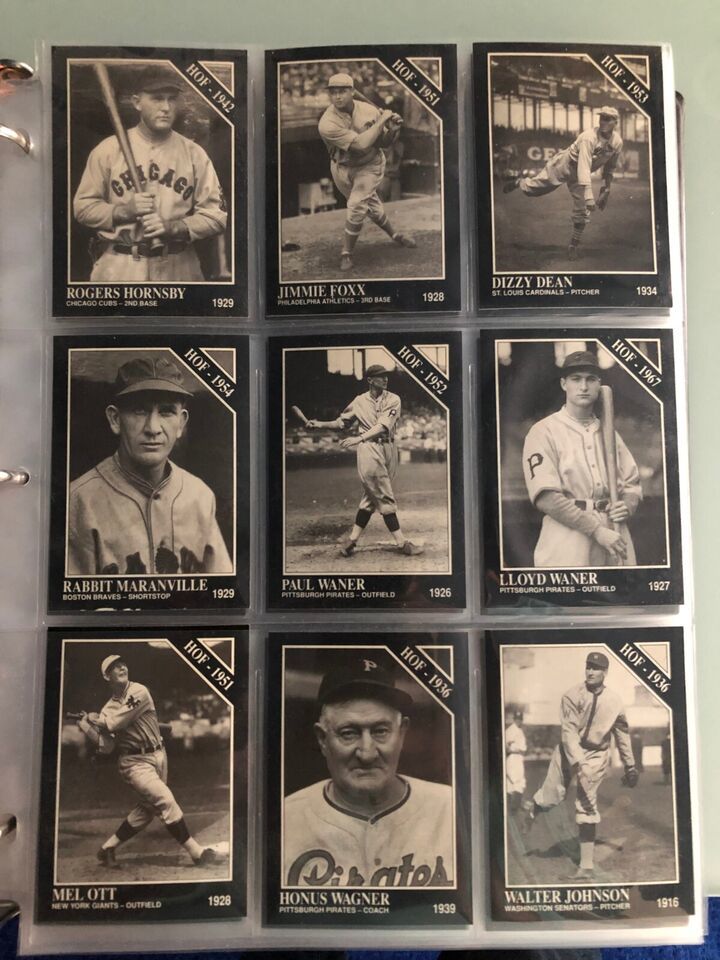 HOF - 1942
CHICAGO
ROGERS HORNSBY
CHICAGO CUBS – 2ND BASE 1929
HOF - 1951
JIMMIE FOXX
PHILADELPHIA ATHLETICS – 3RD BASE 1928
HOF - 1953
GE
DIZZY DEAN
ST. LOUIS CARDINALS – PITCHER 1934
HOF - 1954
RABBIT MARANVILLE
BOSTON BRAVES – SHORTSTOP 1929
HOF - 1952
PAUL WANER
PITTSBURGH PIRATES – OUTFIELD 1926
HOF - 1967
P
LLOYD WANER
PITTSBURGH PIRATES – OUTFIELD 1927
HOF - 1951
NY
MEL OTT
NEW YORK GIANTS – OUTFIELD 1928
HOF - 1936
P
Pirates
HONUS WAGNER
PITTSBURGH PIRATES – COACH 1939
HOF - 1936
WALTER JOHNSON
WASHINGTON SENATORS – PITCHER 1916